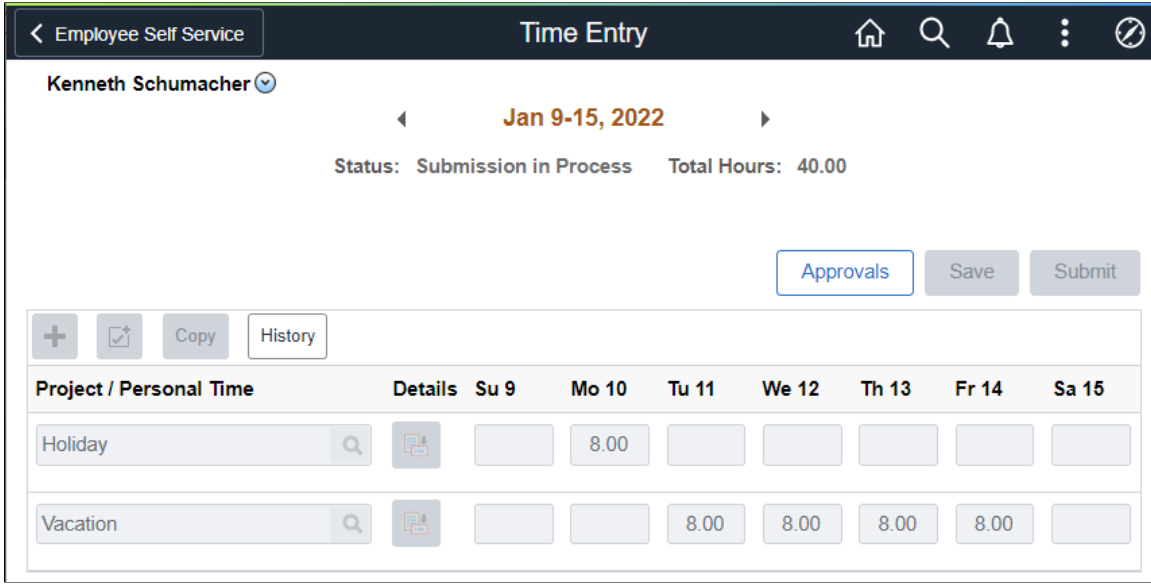 Employee Self Service Time Entry
Kenneth Schumacher
Jan 9-15, 2022
Status: Submission in Process Total Hours: 40.00
Approvals Save Submit
Copy History
Project / Personal Time Details Su 9 Mo 10 Tu 11 We 12 Th 13 Fr 14 Sa 15
Holiday 8.00
Vacation 8.00 8.00 8.00 8.00